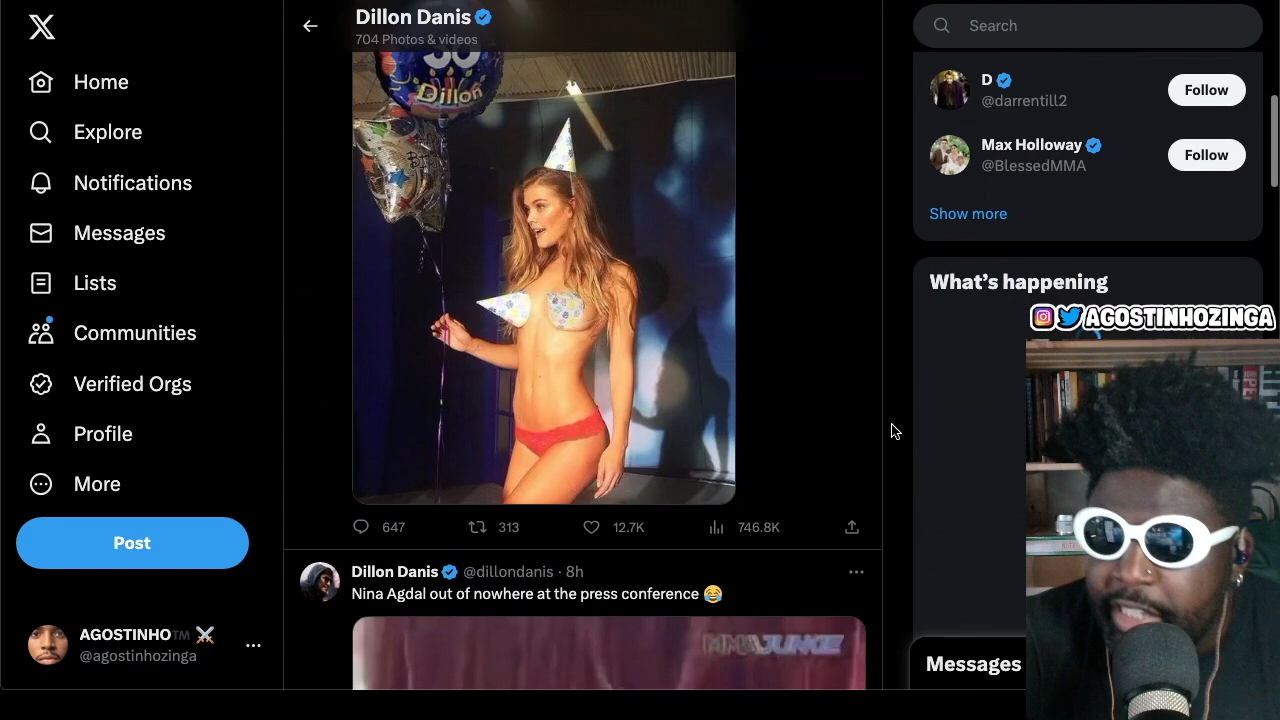 Home
Explore
Notifications
Messages
Lists
Communities
Verified Orgs
Profile
More
Post
AGOSTINHO™ ⚔️
@agostinhozinga
Dillon Danis
704 Photos & videos
30
Dillon
647
313
12.7K
746.8K
Dillon Danis @dillondanis · 8h
Nina Agdal out of nowhere at the press conference 😂
MMAJUNKIE
Search
D
@darrentill2
Follow
Max Holloway
@BlessedMMA
Follow
Show more
What’s happening
AGOSTINHOZINGA
Messages